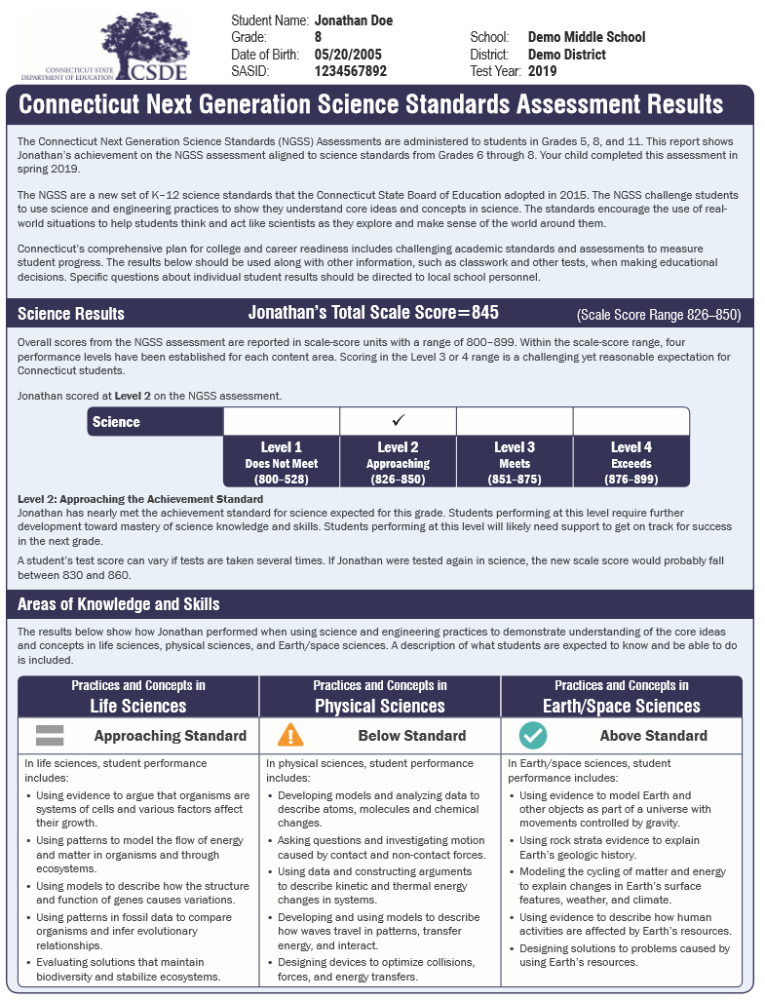 CONNECTICUT STATE
DEPARTMENT OF EDUCATION
CSDE
Student Name: Jonathan Doe
Grade: 8
Date of Birth: 05/20/2005
SASID: 1234567892
School: Demo Middle School
District: Demo District
Test Year: 2019
Connecticut Next Generation Science Standards Assessment Results
The Connecticut Next Generation Science Standards (NGSS) Assessments are administered to students in Grades 5, 8, and 11. This report shows
Jonathan's achievement on the NGSS assessment aligned to science standards from Grades 6 through 8. Your child completed this assessment in
spring 2019.
The NGSS are a new set of K–12 science standards that the Connecticut State Board of Education adopted in 2015. The NGSS challenge students
to use science and engineering practices to show they understand core ideas and concepts in science. The standards encourage the use of real-
world situations to help students think and act like scientists as they explore and make sense of the world around them.
Connecticut's comprehensive plan for college and career readiness includes challenging academic standards and assessments to measure
student progress. The results below should be used along with other information, such as classwork and other tests, when making educational
decisions. Specific questions about individual student results should be directed to local school personnel.
Science Results Jonathan's Total Scale Score=845 (Scale Score Range 826–850)
Overall scores from the NGSS assessment are reported in scale-score units with a range of 800–899. Within the scale-score range, four
performance levels have been established for each content area. Scoring in the Level 3 or 4 range is a challenging yet reasonable expectation for
Connecticut students.
Jonathan scored at Level 2 on the NGSS assessment.
Science ✓
Level 1 Level 2 Level 3 Level 4
Does Not Meet Approaching Meets Exceeds
(800–528) (826–850) (851–875) (876–899)
Level 2: Approaching the Achievement Standard
Jonathan has nearly met the achievement standard for science expected for this grade. Students performing at this level require further
development toward mastery of science knowledge and skills. Students performing at this level will likely need support to get on track for success
in the next grade.
A student's test score can vary if tests are taken several times. If Jonathan were tested again in science, the new scale score would probably fall
between 830 and 860.
Areas of Knowledge and Skills
The results below show how Jonathan performed when using science and engineering practices to demonstrate understanding of the core ideas
and concepts in life sciences, physical sciences, and Earth/space sciences. A description of what students are expected to know and be able to do
is included.
Practices and Concepts in
Life Sciences
Approaching Standard
In life sciences, student performance
includes:
• Using evidence to argue that organisms are
systems of cells and various factors affect
their growth.
• Using patterns to model the flow of energy
and matter in organisms and through
ecosystems.
• Using models to describe how the structure
and function of genes causes variations.
• Using patterns in fossil data to compare
organisms and infer evolutionary
relationships.
• Evaluating solutions that maintain
biodiversity and stabilize ecosystems.
Practices and Concepts in
Physical Sciences
Below Standard
In physical sciences, student performance
includes:
• Developing models and analyzing data to
describe atoms, molecules and chemical
changes.
• Asking questions and investigating motion
caused by contact and non-contact forces.
• Using data and constructing arguments
to describe kinetic and thermal energy
changes in systems.
• Developing and using models to describe
how waves travel in patterns, transfer
energy, and interact.
• Designing devices to optimize collisions,
forces, and energy transfers.
Practices and Concepts in
Earth/Space Sciences
Above Standard
In Earth/space sciences, student
performance includes:
• Using evidence to model Earth and
other objects as part of a universe with
movements controlled by gravity.
• Using rock strata evidence to explain
Earth's geologic history.
• Modeling the cycling of matter and energy
to explain changes in Earth's surface
features, weather, and climate.
• Using evidence to describe how human
activities are affected by Earth's resources.
• Designing solutions to problems caused by
using Earth's resources.